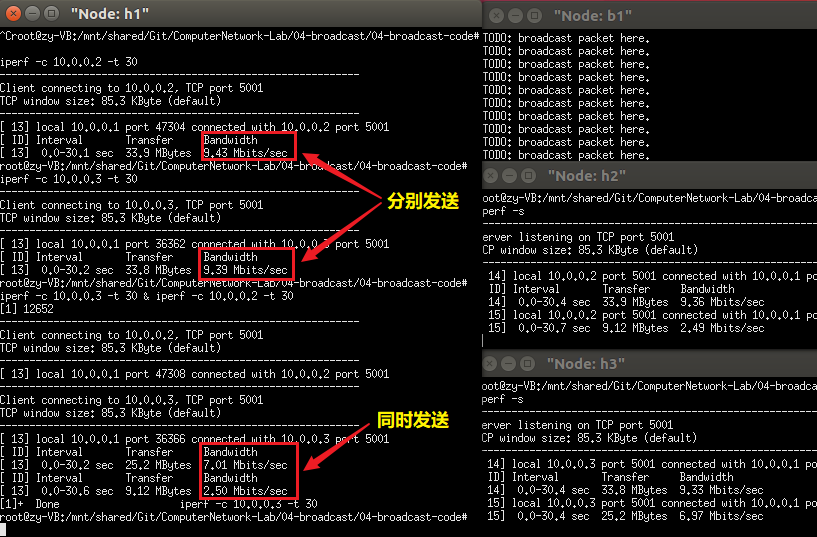 "Node: h1"
^Croot@zy-VB:/mnt/shared/Git/ComputerNetwork-Lab/04-broadcast/04-broadcast-code#
iperf -c 10.0.0.2 -t 30
------------------------------------------------------------
Client connecting to 10.0.0.2, TCP port 5001
TCP window size: 85.3 KByte (default)
------------------------------------------------------------
[ 13] local 10.0.0.1 port 47304 connected with 10.0.0.2 port 5001
[ ID] Interval       Transfer     Bandwidth
[ 13]  0.0-30.1 sec  33.9 MBytes  9.43 Mbits/sec
root@zy-VB:/mnt/shared/Git/ComputerNetwork-Lab/04-broadcast/04-broadcast-code#
iperf -c 10.0.0.3 -t 30
------------------------------------------------------------
Client connecting to 10.0.0.3, TCP port 5001
TCP window size: 85.3 KByte (default)
------------------------------------------------------------
[ 13] local 10.0.0.1 port 36362 connected with 10.0.0.3 port 5001
[ ID] Interval       Transfer     Bandwidth
[ 13]  0.0-30.2 sec  33.8 MBytes  9.39 Mbits/sec
root@zy-VB:/mnt/shared/Git/ComputerNetwork-Lab/04-broadcast/04-broadcast-code#
iperf -c 10.0.0.3 -t 30 & iperf -c 10.0.0.2 -t 30
[1] 12652
------------------------------------------------------------
Client connecting to 10.0.0.2, TCP port 5001
TCP window size: 85.3 KByte (default)
------------------------------------------------------------
[ 13] local 10.0.0.1 port 47308 connected with 10.0.0.2 port 5001
------------------------------------------------------------
Client connecting to 10.0.0.3, TCP port 5001
TCP window size: 85.3 KByte (default)
------------------------------------------------------------
[ 13] local 10.0.0.1 port 36366 connected with 10.0.0.3 port 5001
[ ID] Interval       Transfer     Bandwidth
[ 13]  0.0-30.2 sec  25.2 MBytes  7.01 Mbits/sec
[ ID] Interval       Transfer     Bandwidth
[ 13]  0.0-30.6 sec  9.12 MBytes  2.50 Mbits/sec
[1]+  Done                    iperf -c 10.0.0.3 -t 30
root@zy-VB:/mnt/shared/Git/ComputerNetwork-Lab/04-broadcast/04-broadcast-code#
分别发送
同时发送
"Node: b1"
TODO: broadcast packet here.
TODO: broadcast packet here.
TODO: broadcast packet here.
TODO: broadcast packet here.
TODO: broadcast packet here.
TODO: broadcast packet here.
TODO: broadcast packet here.
TODO: broadcast packet here.
TODO: broadcast packet here.
TODO: broadcast packet here.
"Node: h2"
oot@zy-VB:/mnt/shared/Git/ComputerNetwork-Lab/04-broadca
perf -s
------------------------------------------------------------
erver listening on TCP port 5001
CP window size: 85.3 KByte (default)
------------------------------------------------------------
14] local 10.0.0.2 port 5001 connected with 10.0.0.1 po
ID] Interval       Transfer     Bandwidth
14]  0.0-30.4 sec  33.9 MBytes  9.36 Mbits/sec
15] local 10.0.0.2 port 5001 connected with 10.0.0.1 po
15]  0.0-30.7 sec  9.12 MBytes  2.49 Mbits/sec
"Node: h3"
oot@zy-VB:/mnt/shared/Git/ComputerNetwork-Lab/04-broadca
perf -s
------------------------------------------------------------
erver listening on TCP port 5001
CP window size: 85.3 KByte (default)
------------------------------------------------------------
14] local 10.0.0.3 port 5001 connected with 10.0.0.1 po
ID] Interval       Transfer     Bandwidth
14]  0.0-30.4 sec  33.8 MBytes  9.33 Mbits/sec
15] local 10.0.0.3 port 5001 connected with 10.0.0.1 po
15]  0.0-30.4 sec  25.2 MBytes  6.97 Mbits/sec